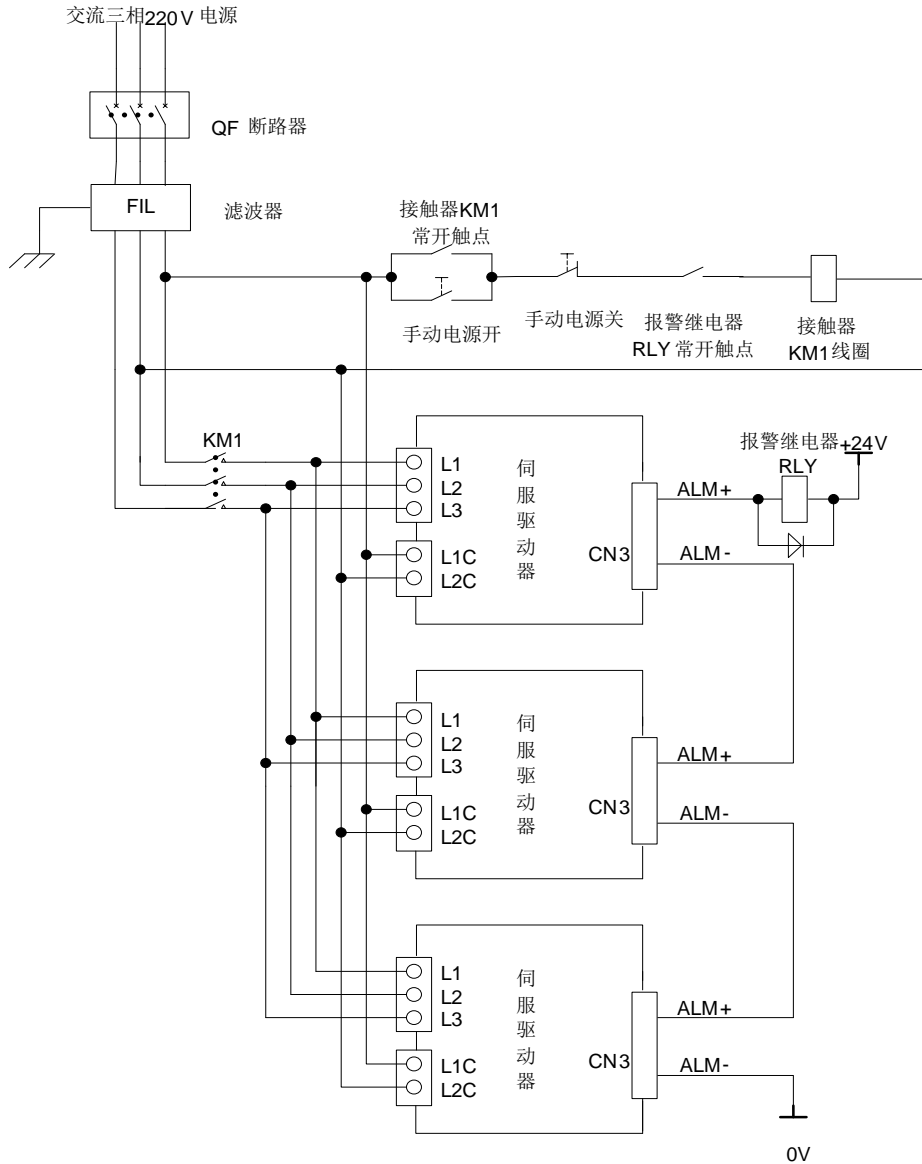 交流三相220V 电源
QF 断路器
FIL
滤波器
接触器KM1
常开触点
手动电源开
手动电源关
报警继电器
RLY 常开触点
接触器
KM1线圈
KM1
L1
L2
L3
L1C
L2C
伺服驱动器
CN3
ALM+
ALM-
报警继电器
RLY
+24V
L1
L2
L3
L1C
L2C
伺服驱动器
CN3
ALM+
ALM-
L1
L2
L3
L1C
L2C
伺服驱动器
CN3
ALM+
ALM-
0V